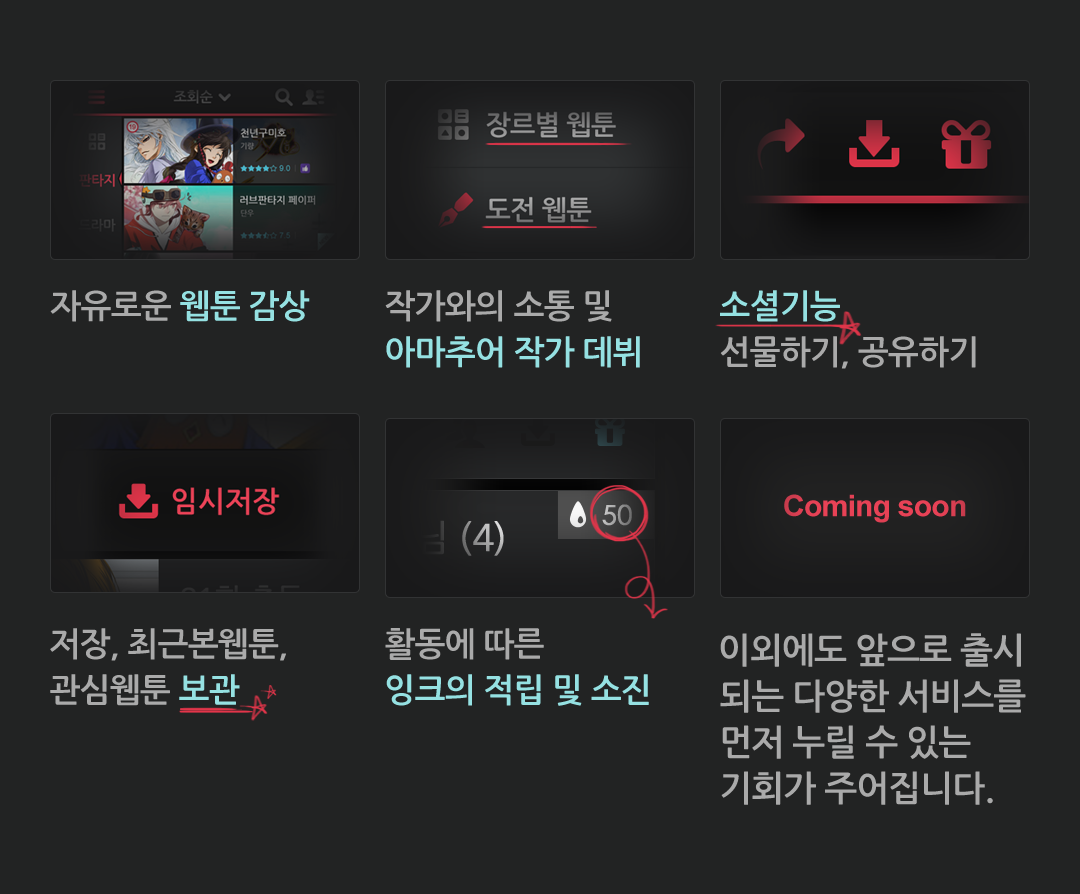 조회순
판타지
드라마
19
천년구미호
기량
9.0
러브판타지 페이퍼
단우
7.5
장르별 웹툰
도전 웹툰
자유로운 웹툰 감상
작가와의 소통 및
아마추어 작가 데뷔
소셜기능
선물하기, 공유하기
임시저장
(4)
50
Coming soon
저장, 최근본웹툰,
관심웹툰 보관
활동에 따른
잉크의 적립 및 소진
이외에도 앞으로 출시
되는 다양한 서비스를
먼저 누릴 수 있는
기회가 주어집니다.